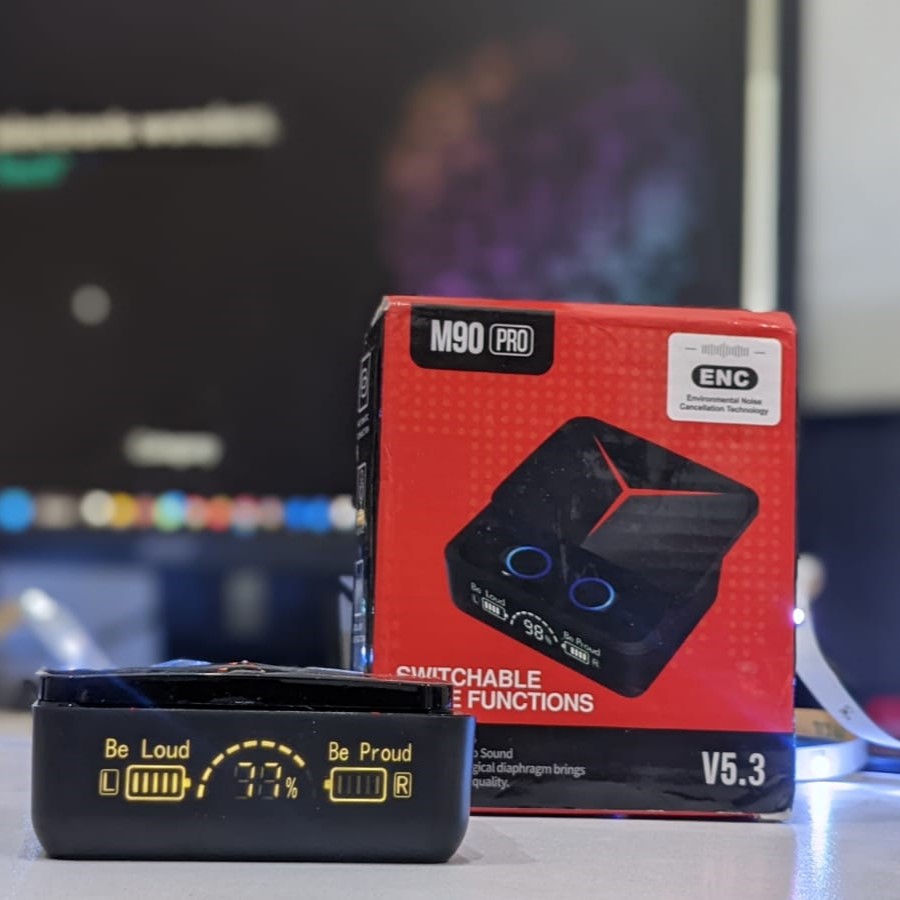 M90 PRO
ENC
Environmental Noise
Cancellation Technology
Be Loud
L
98%
Be Proud
R
SWITCHABLE
FUNCTIONS
Sound
diaphragm brings
quality.
V5.3
Be Loud
Be Proud
L
%
R